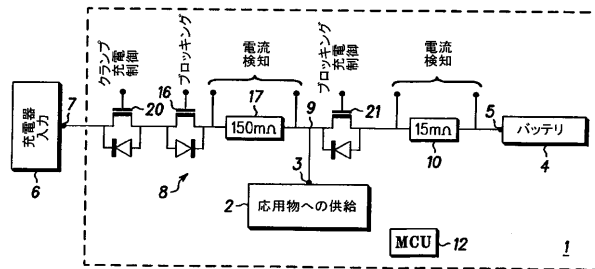 クランプ
充電
制御
ブロッキング
電流
検知
ブロッキング
充電
制御
電流
検知
充電器
入力
6
7
20
16
8
17
150mΩ
9
21
15mΩ
10
5
バッテリ
4
3
2
応用物への供給
MCU
12
1